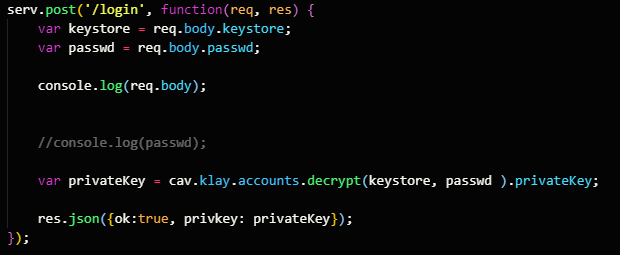 serv.post('/login', function(req, res) {
var keystore = req.body.keystore;
var passwd = req.body.passwd;
console.log(req.body);
//console.log(passwd);
var privateKey = cav.klay.accounts.decrypt(keystore, passwd ).privateKey;
res.json({ok:true, privkey: privateKey});
});